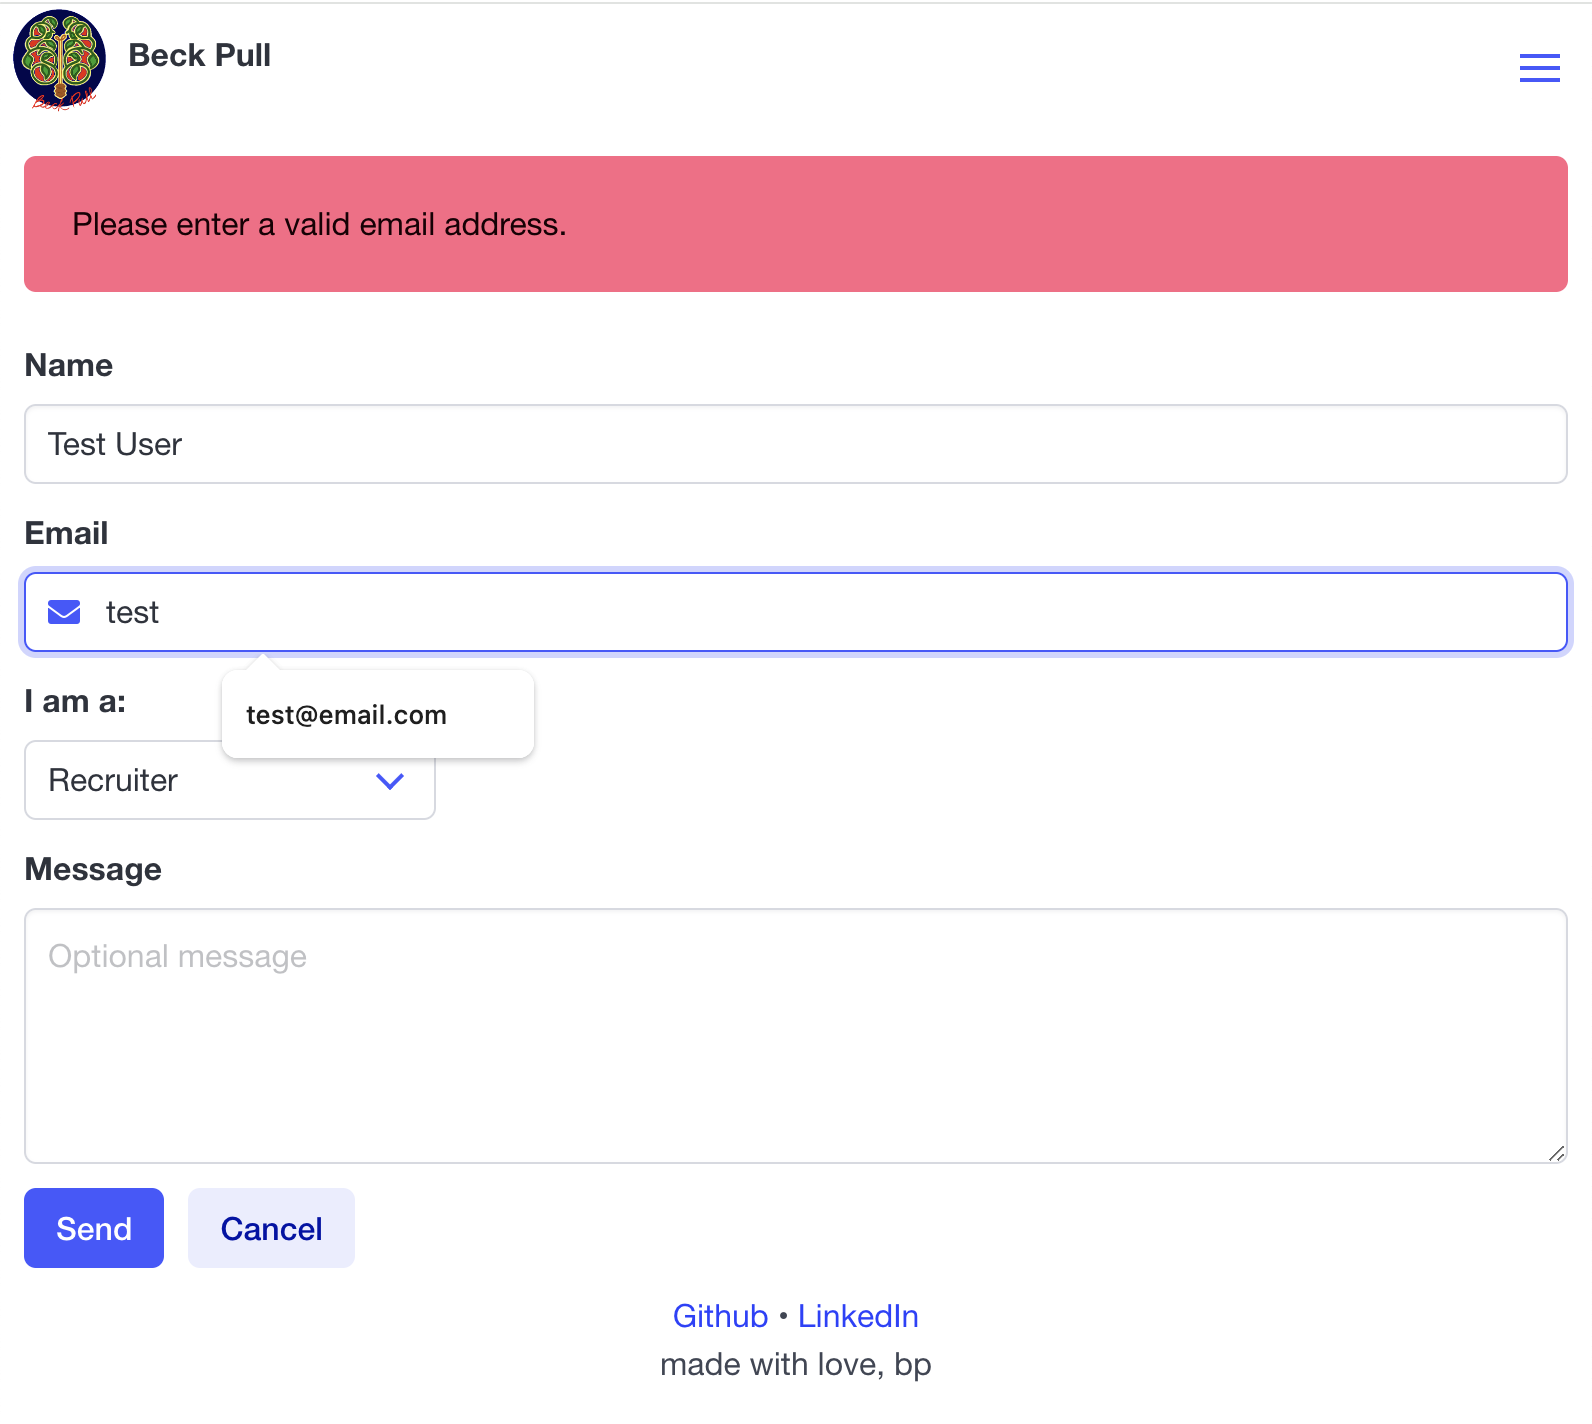 Beck Pull
Beck Pull
Please enter a valid email address.
Name
Test User
Email
test
test@email.com
I am a:
Recruiter
Message
Optional message
Send
Cancel
Github • LinkedIn
made with love, bp